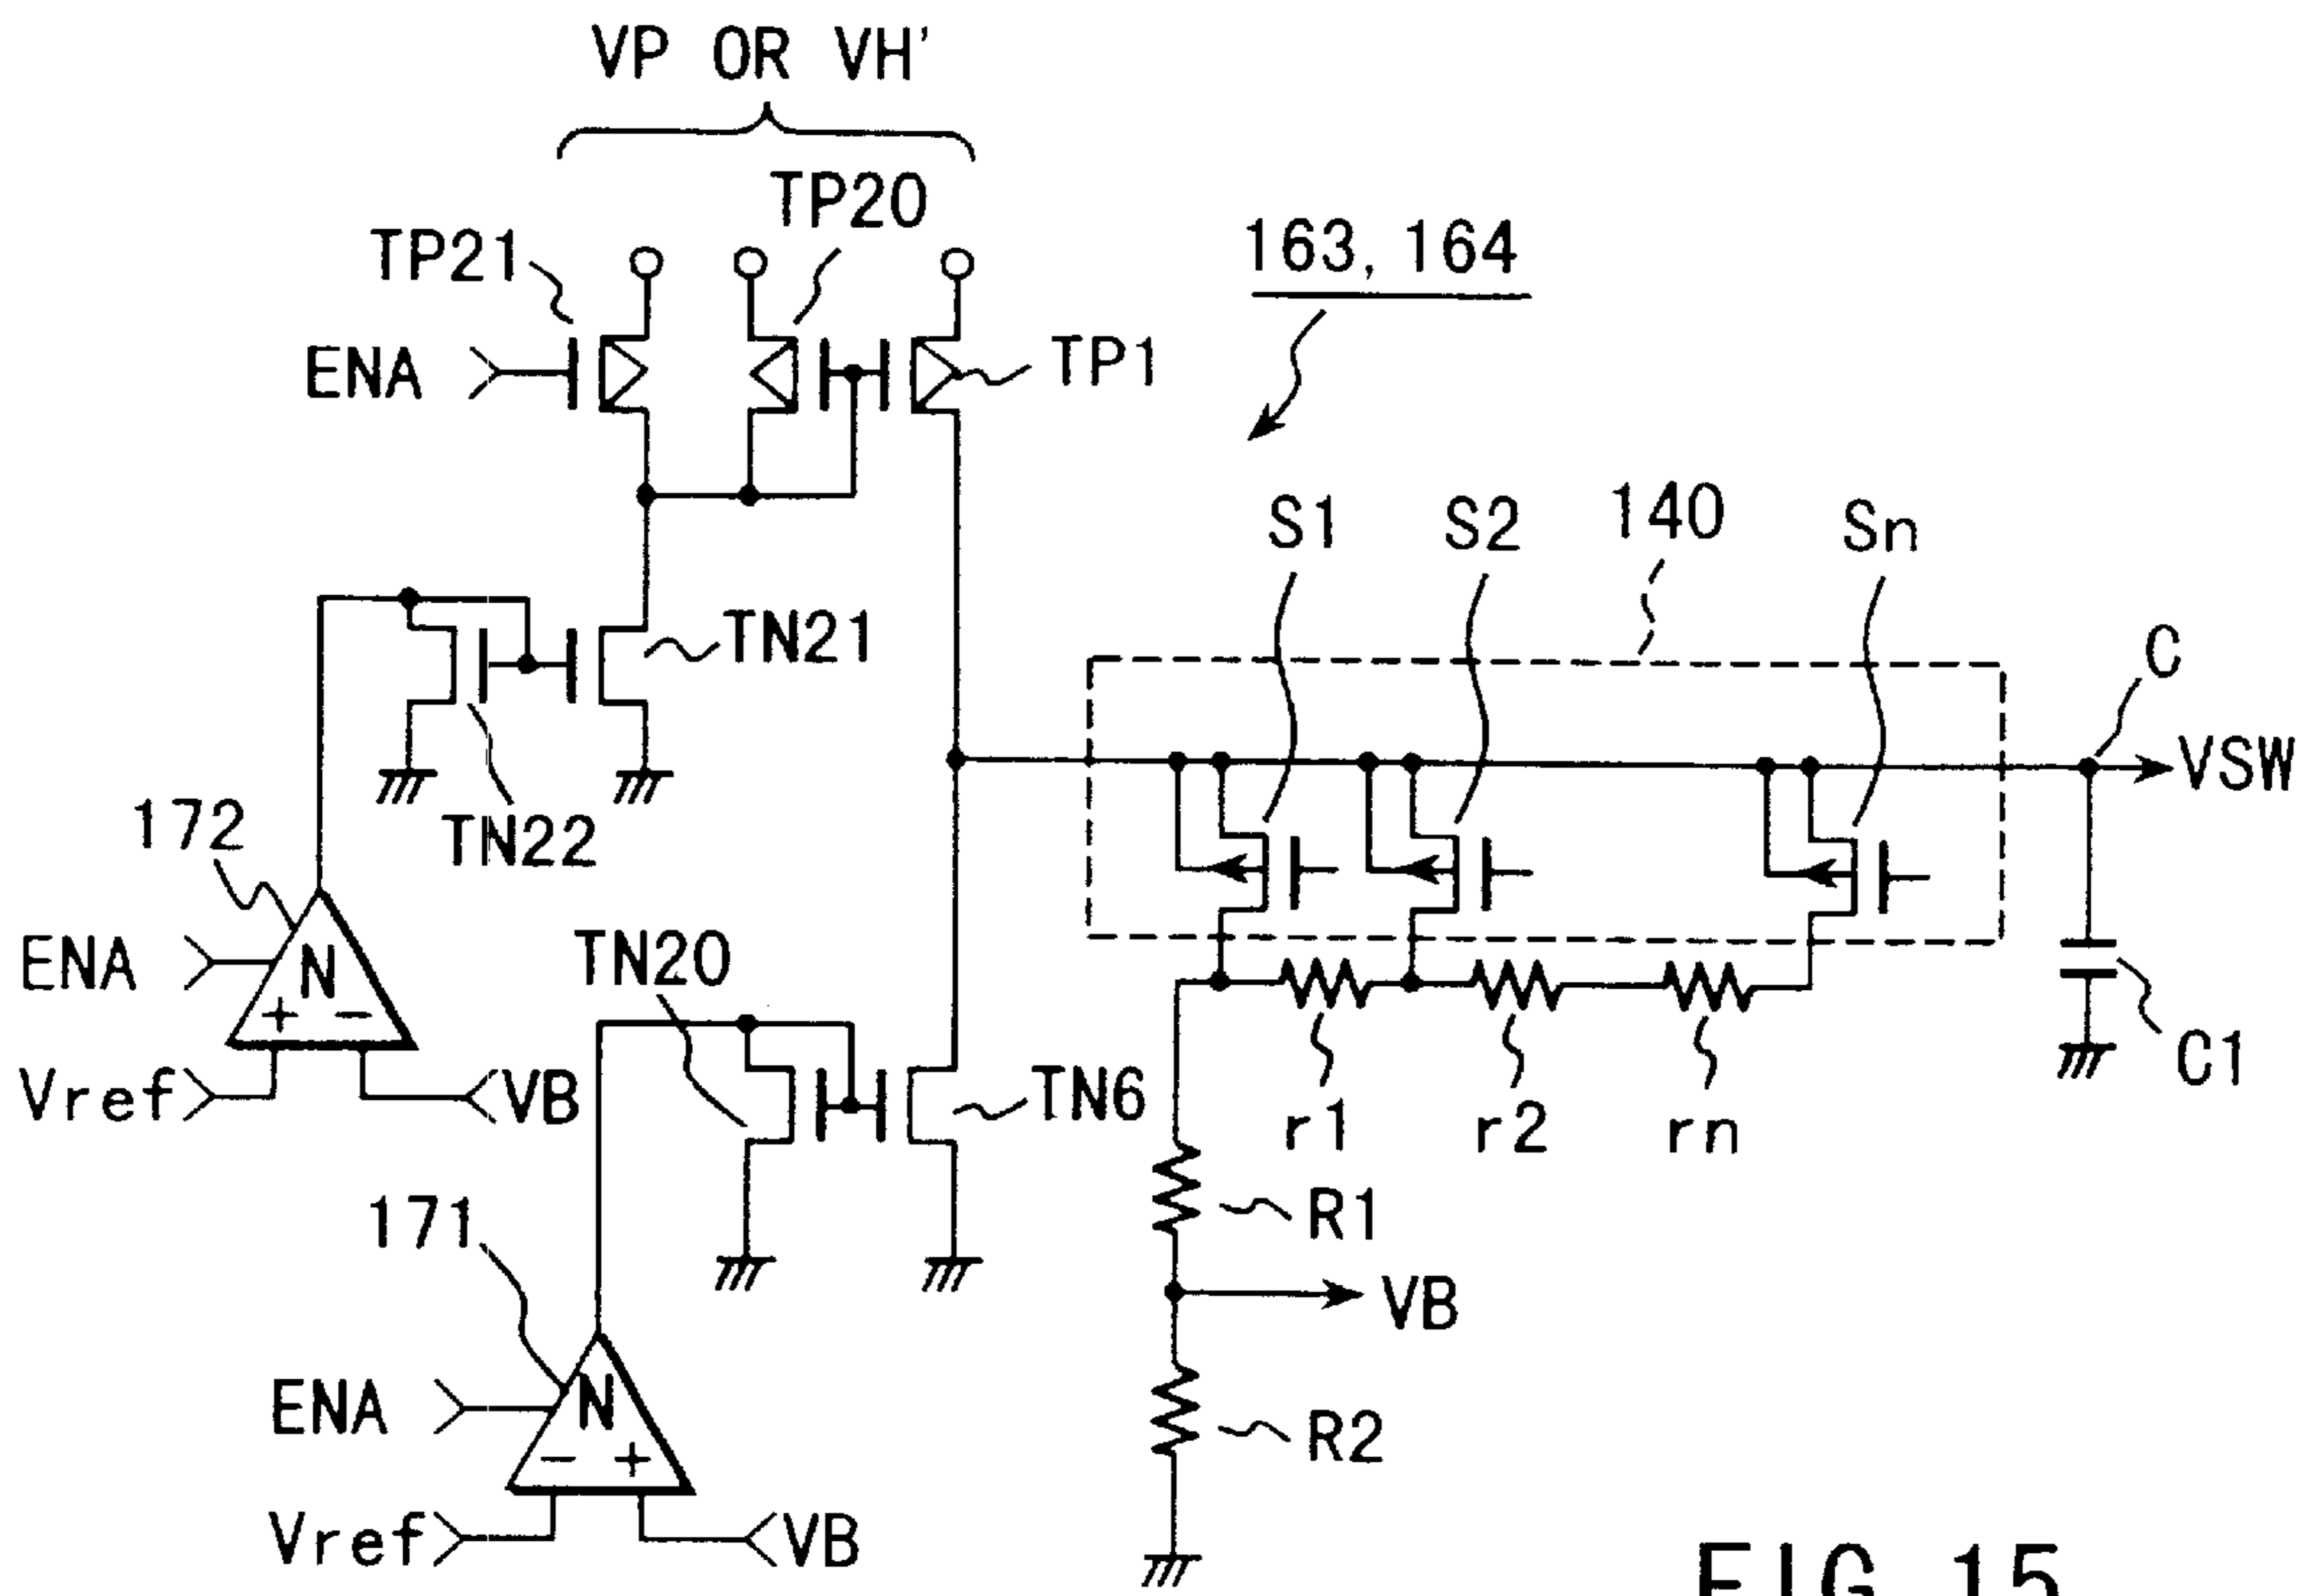 VP OR VH'
TP20
TP21
163, 164
ENA
TP1
S1
S2
140
Sn
TN21
C
VSW
172
TN22
ENA
N
TN20
+ −
C1
Vref
VB
TN6
r1
r2
rn
171
R1
VB
ENA
N
R2
− +
Vref
VB
FIG.15